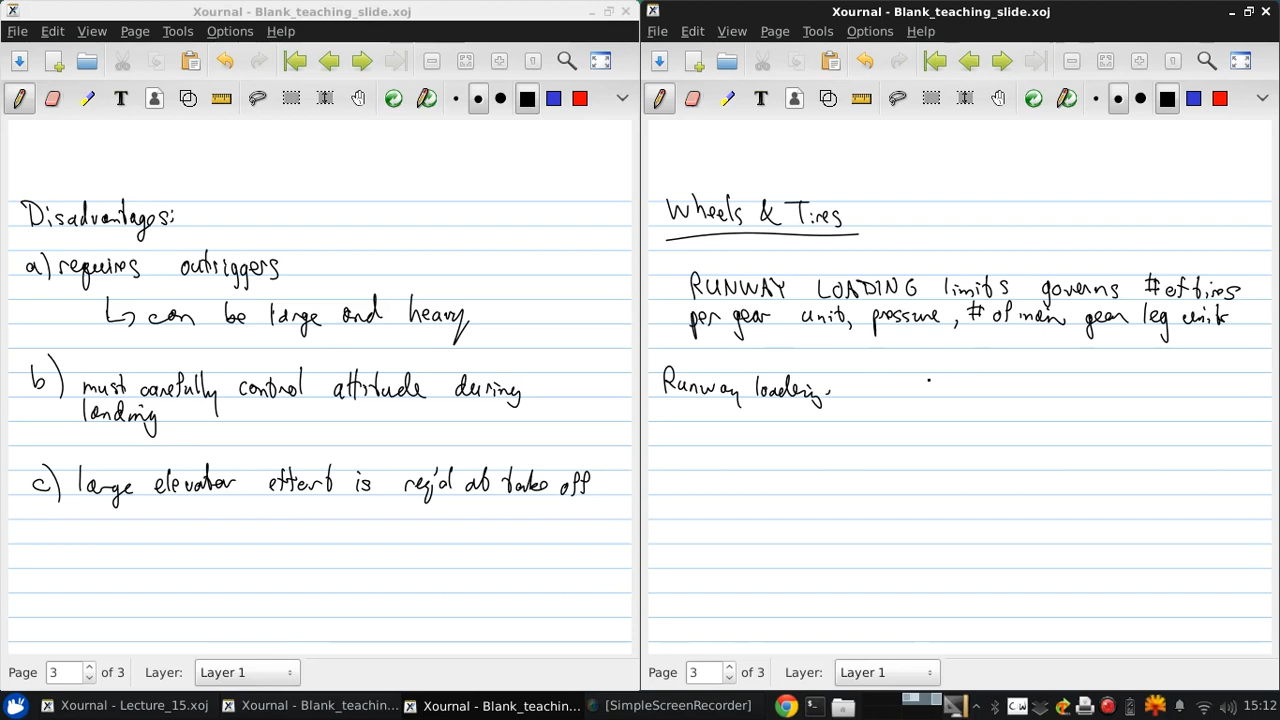 Xournal - Blank_teaching_slide.xoj
File Edit View Page Tools Options Help
Disadvantages:
a) requires outriggers
↳ can be large and heavy
b) must carefully control attitude during
landing
c) large elevator effort is req'd at take off
Page 3 of 3 Layer: Layer 1
Xournal - Blank_teaching_slide.xoj
File Edit View Page Tools Options Help
Wheels & Tires
RUNWAY LOADING limits governs # of tires
per gear unit, pressure, # of main gear leg units
Runway loading.
Page 3 of 3 Layer: Layer 1
Xournal - Lecture_15.xoj Xournal - Blank_teachin... Xournal - Blank_teachin... [SimpleScreenRecorder] 15:12